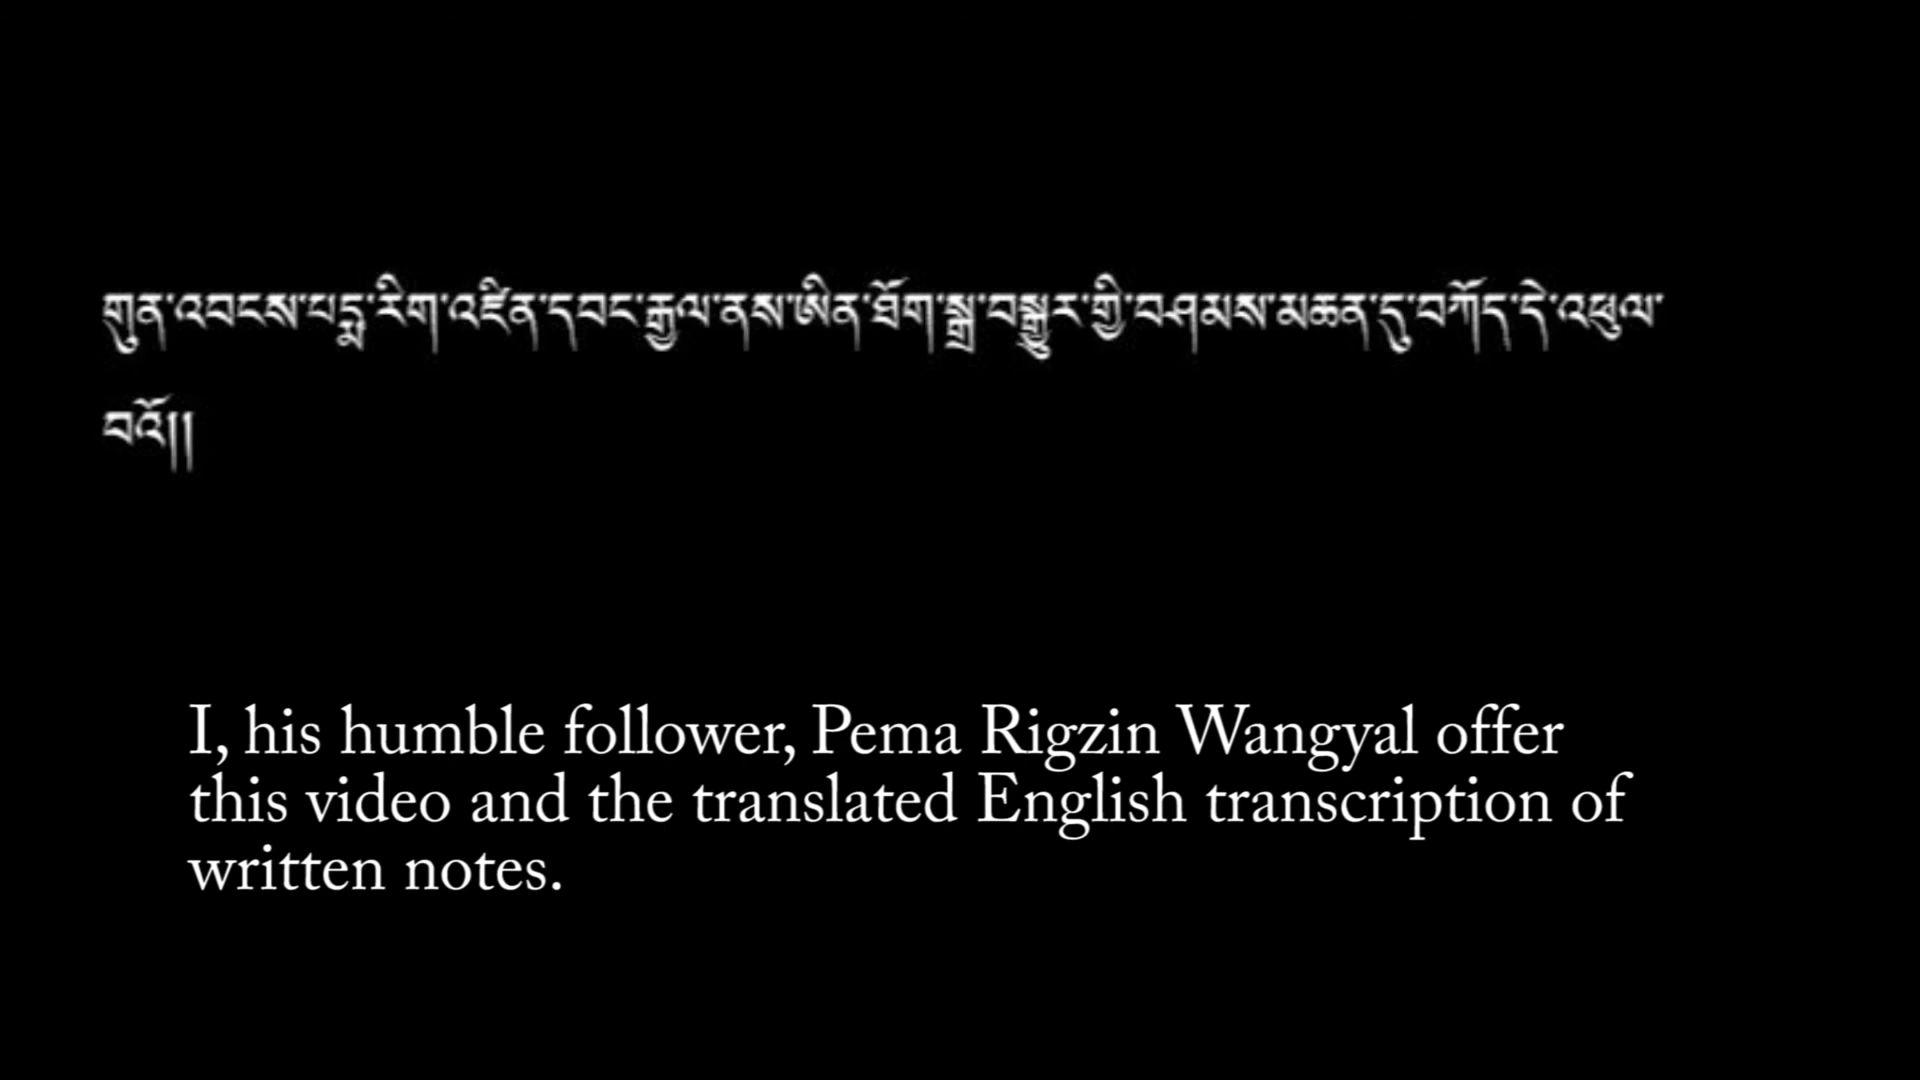 གུན་འབངས་པདྨ་རིག་འཛིན་དབང་རྒྱལ་ནས་ཨིན་ཐོག་སྒྲ་བསྒྱུར་གྱི་བཤམས་མཆན་དུ་བཀོད་དེ་འཕུལ་
བའོ།།
I, his humble follower, Pema Rigzin Wangyal offer
this video and the translated English transcription of
written notes.